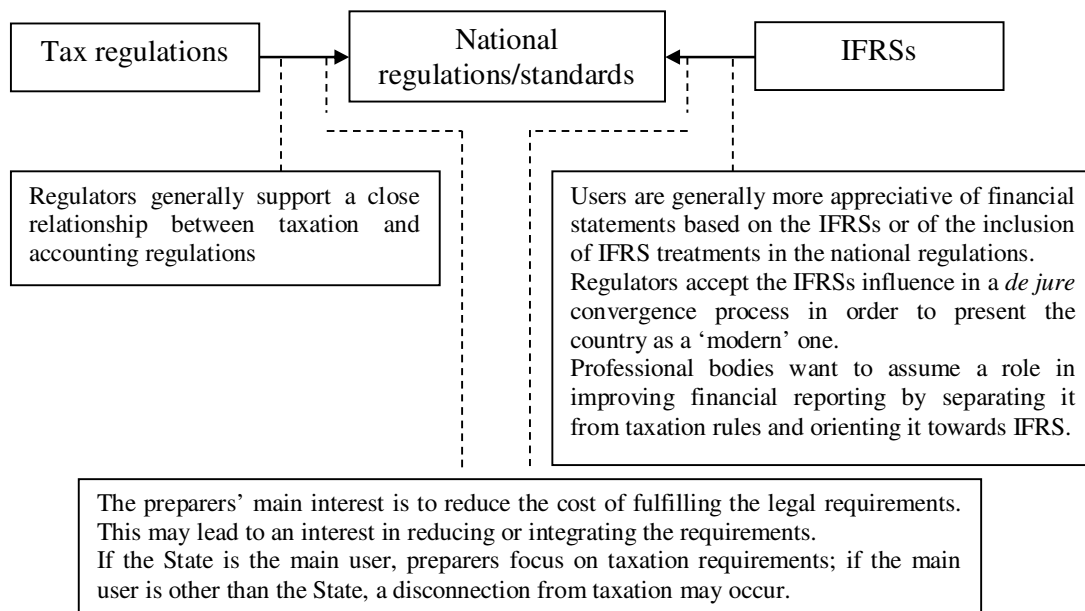 Tax regulations
National
regulations/standards
IFRSs
Regulators generally support a close
relationship between taxation and
accounting regulations
Users are generally more appreciative of financial
statements based on the IFRSs or of the inclusion
of IFRS treatments in the national regulations.
Regulators accept the IFRSs influence in a de jure
convergence process in order to present the
country as a ‘modern’ one.
Professional bodies want to assume a role in
improving financial reporting by separating it
from taxation rules and orienting it towards IFRS.
The preparers’ main interest is to reduce the cost of fulfilling the legal requirements.
This may lead to an interest in reducing or integrating the requirements.
If the State is the main user, preparers focus on taxation requirements; if the main
user is other than the State, a disconnection from taxation may occur.